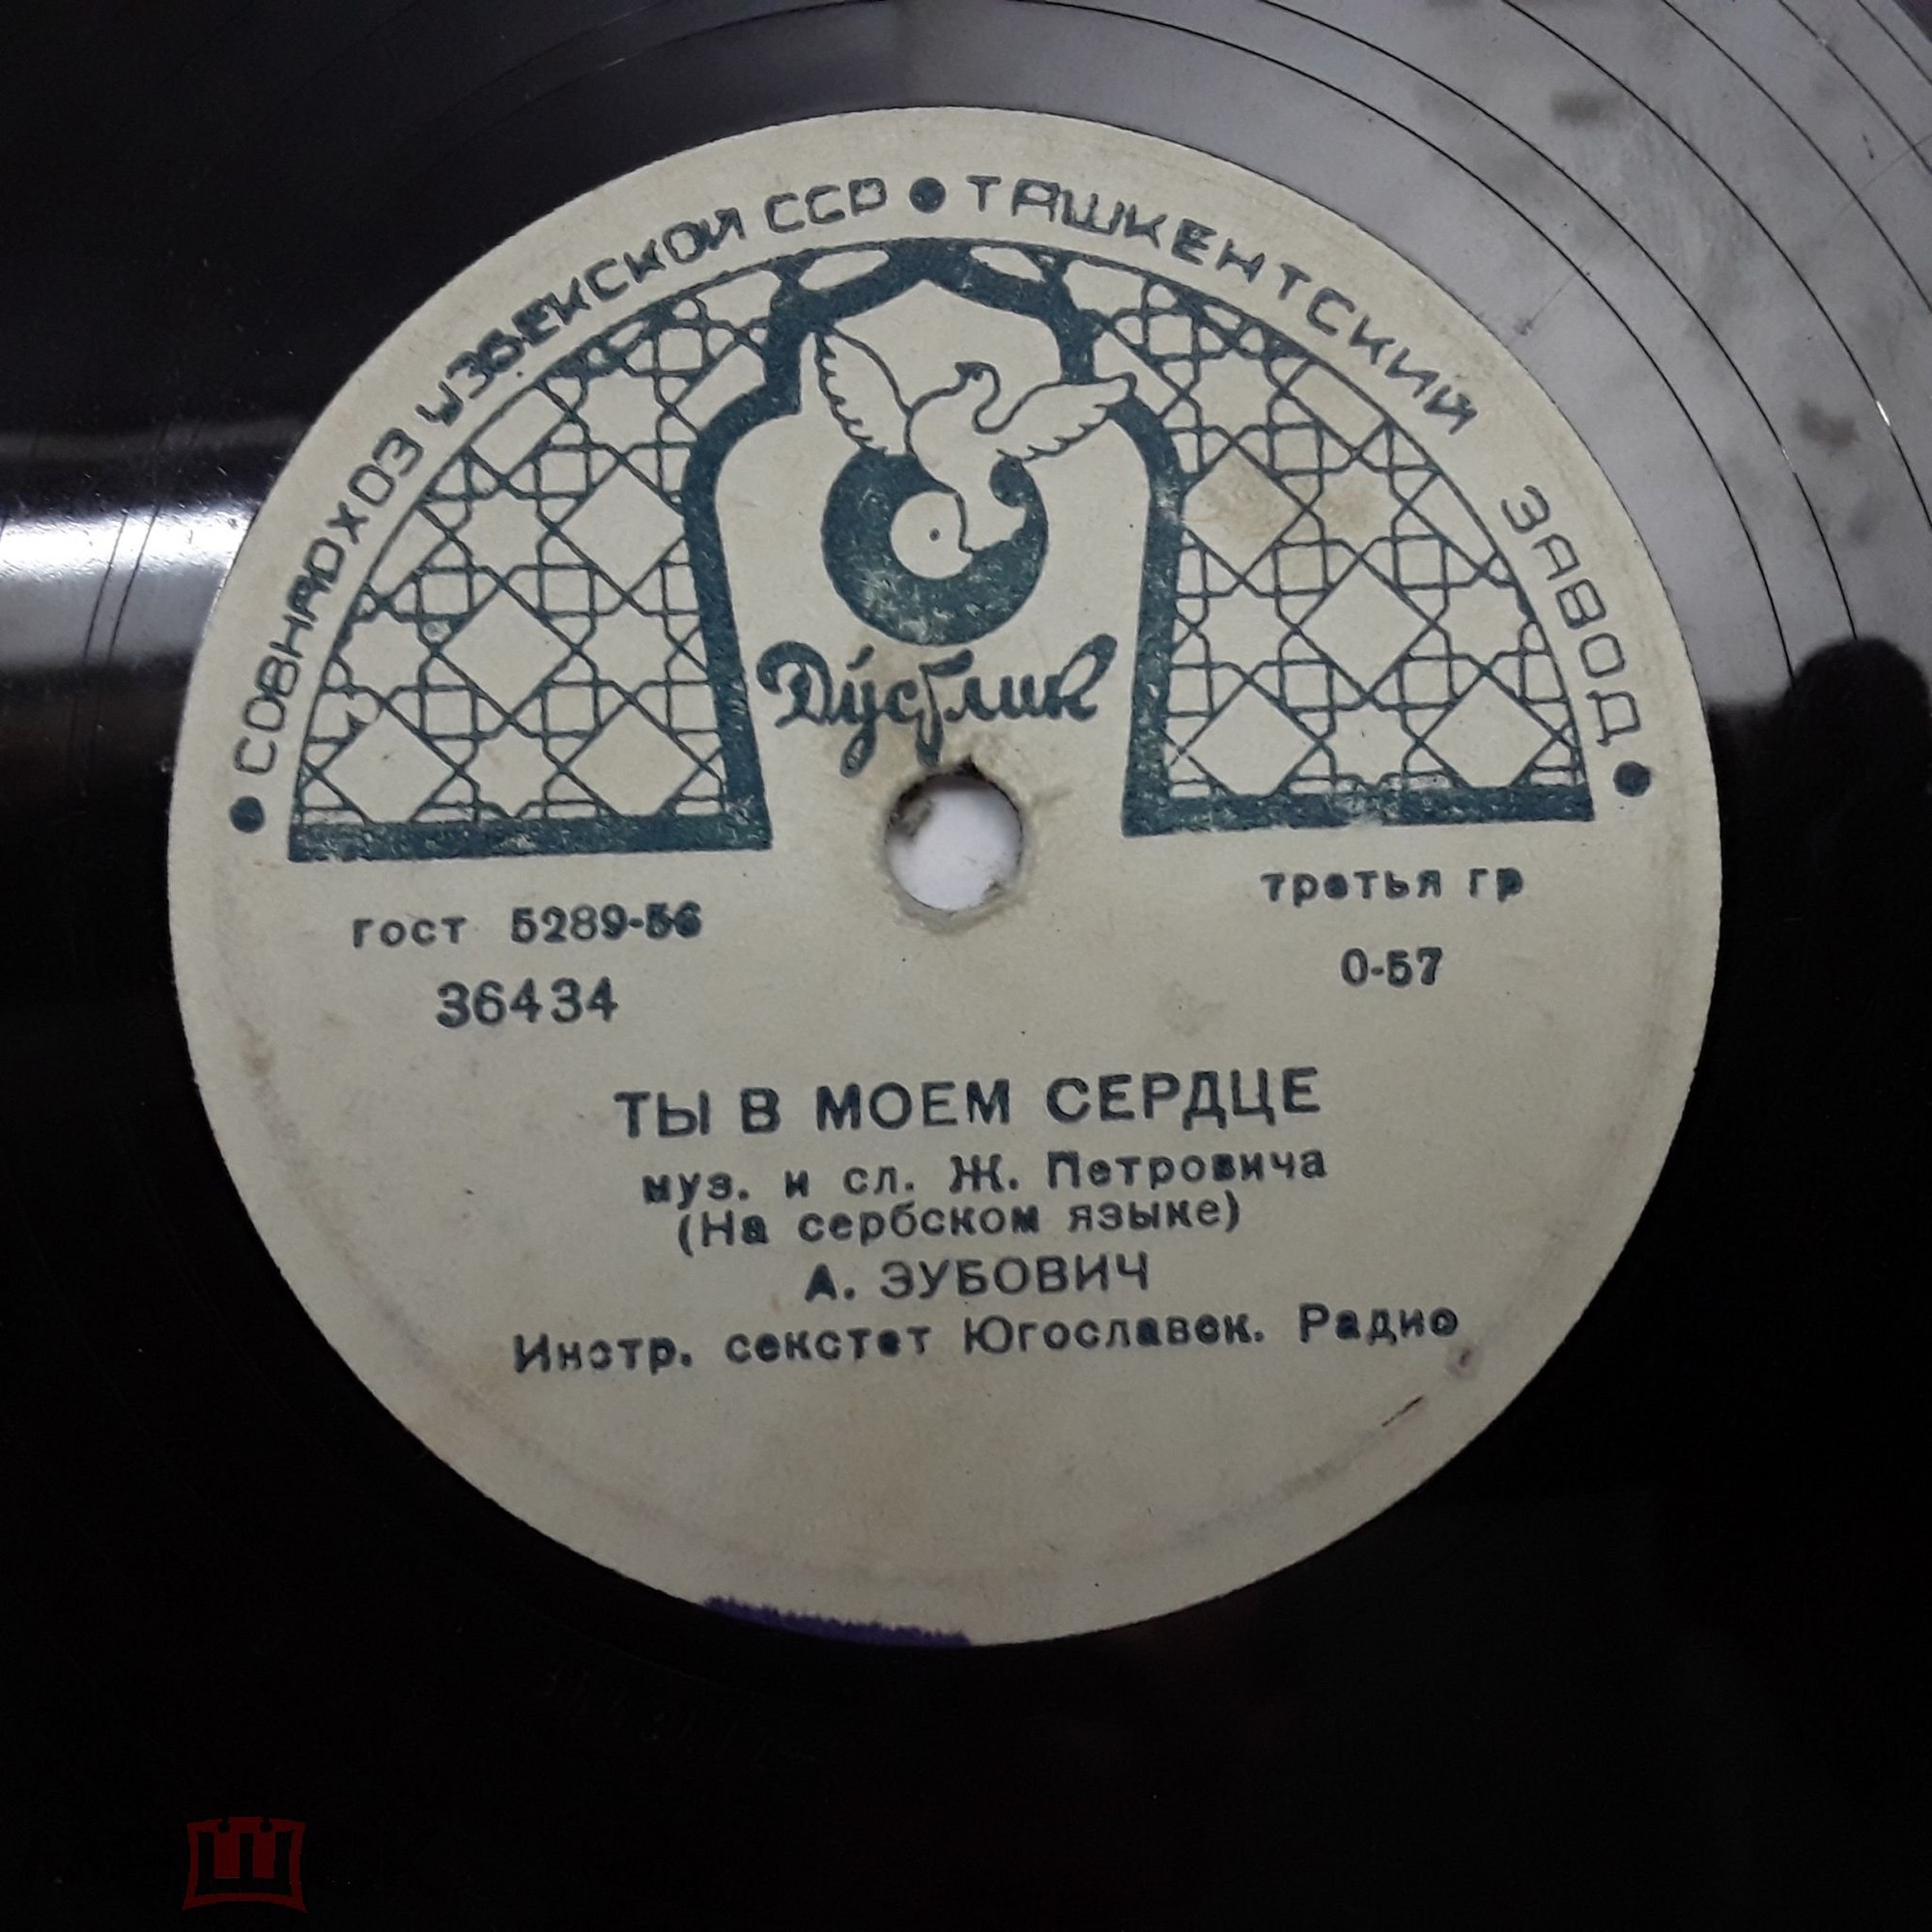 СОВНАРХОЗ УЗБЕКСКОЙ ССР • ТАШКЕНТСКИЙ ЗАВОД
Дўстлик
гост 5289-56
третья гр
36434
0-57
ТЫ В МОЕМ СЕРДЦЕ
муз. и сл. Ж. Петровича
(На сербском языке)
А. ЗУБОВИЧ
Инстр. секстет Югославск. Радио